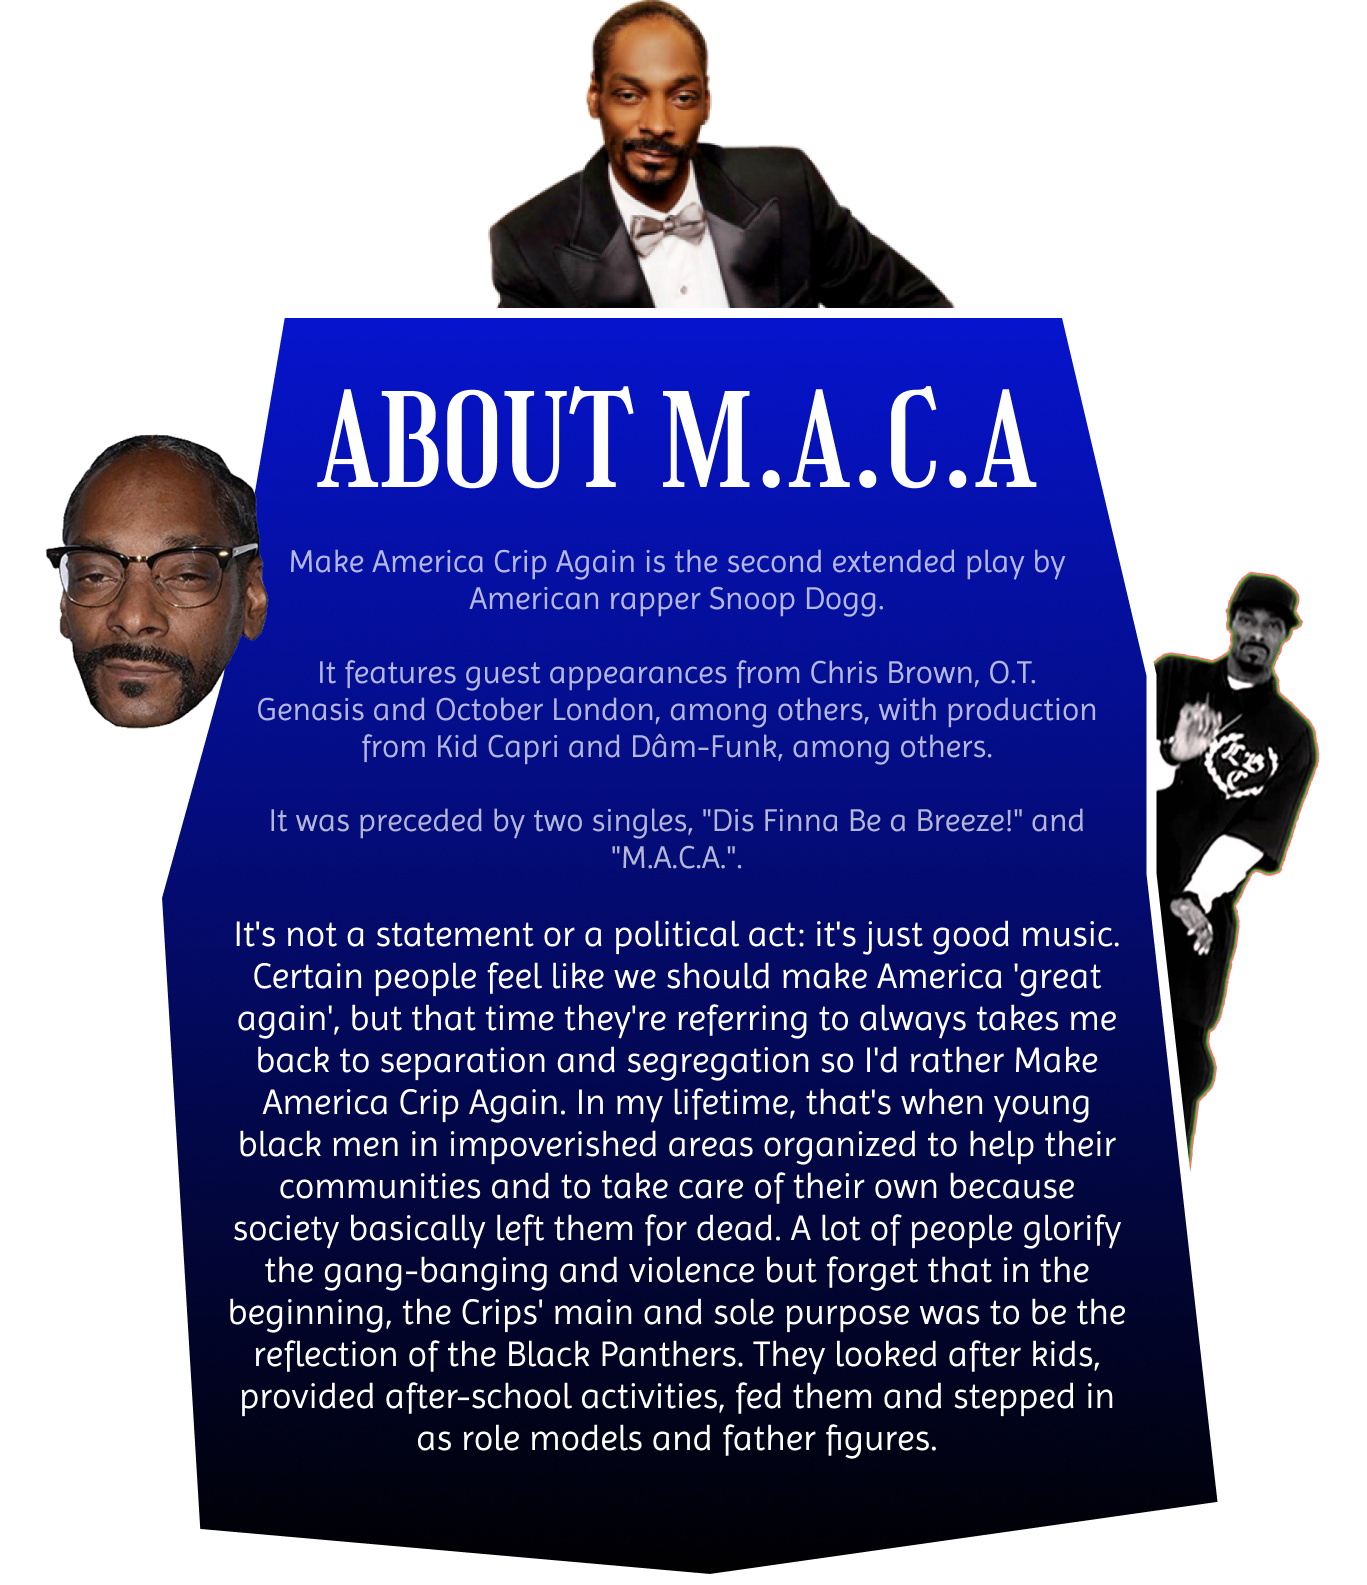 ABOUT M.A.C.A
Make America Crip Again is the second extended play by
American rapper Snoop Dogg.
It features guest appearances from Chris Brown, O.T.
Genasis and October London, among others, with production
from Kid Capri and Dâm-Funk, among others.
It was preceded by two singles, "Dis Finna Be a Breeze!" and
"M.A.C.A.".
It's not a statement or a political act: it's just good music.
Certain people feel like we should make America 'great
again', but that time they're referring to always takes me
back to separation and segregation so I'd rather Make
America Crip Again. In my lifetime, that's when young
black men in impoverished areas organized to help their
communities and to take care of their own because
society basically left them for dead. A lot of people glorify
the gang-banging and violence but forget that in the
beginning, the Crips' main and sole purpose was to be the
reflection of the Black Panthers. They looked after kids,
provided after-school activities, fed them and stepped in
as role models and father figures.
LBC